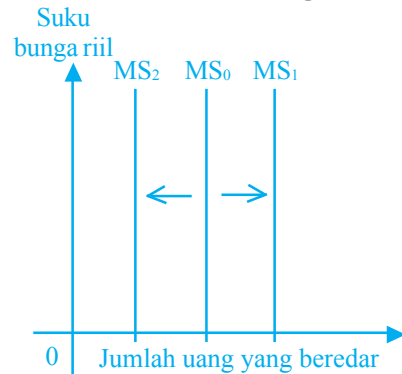 Suku
bunga riil
MS₂ MS₀ MS₁
0 Jumlah uang yang beredar